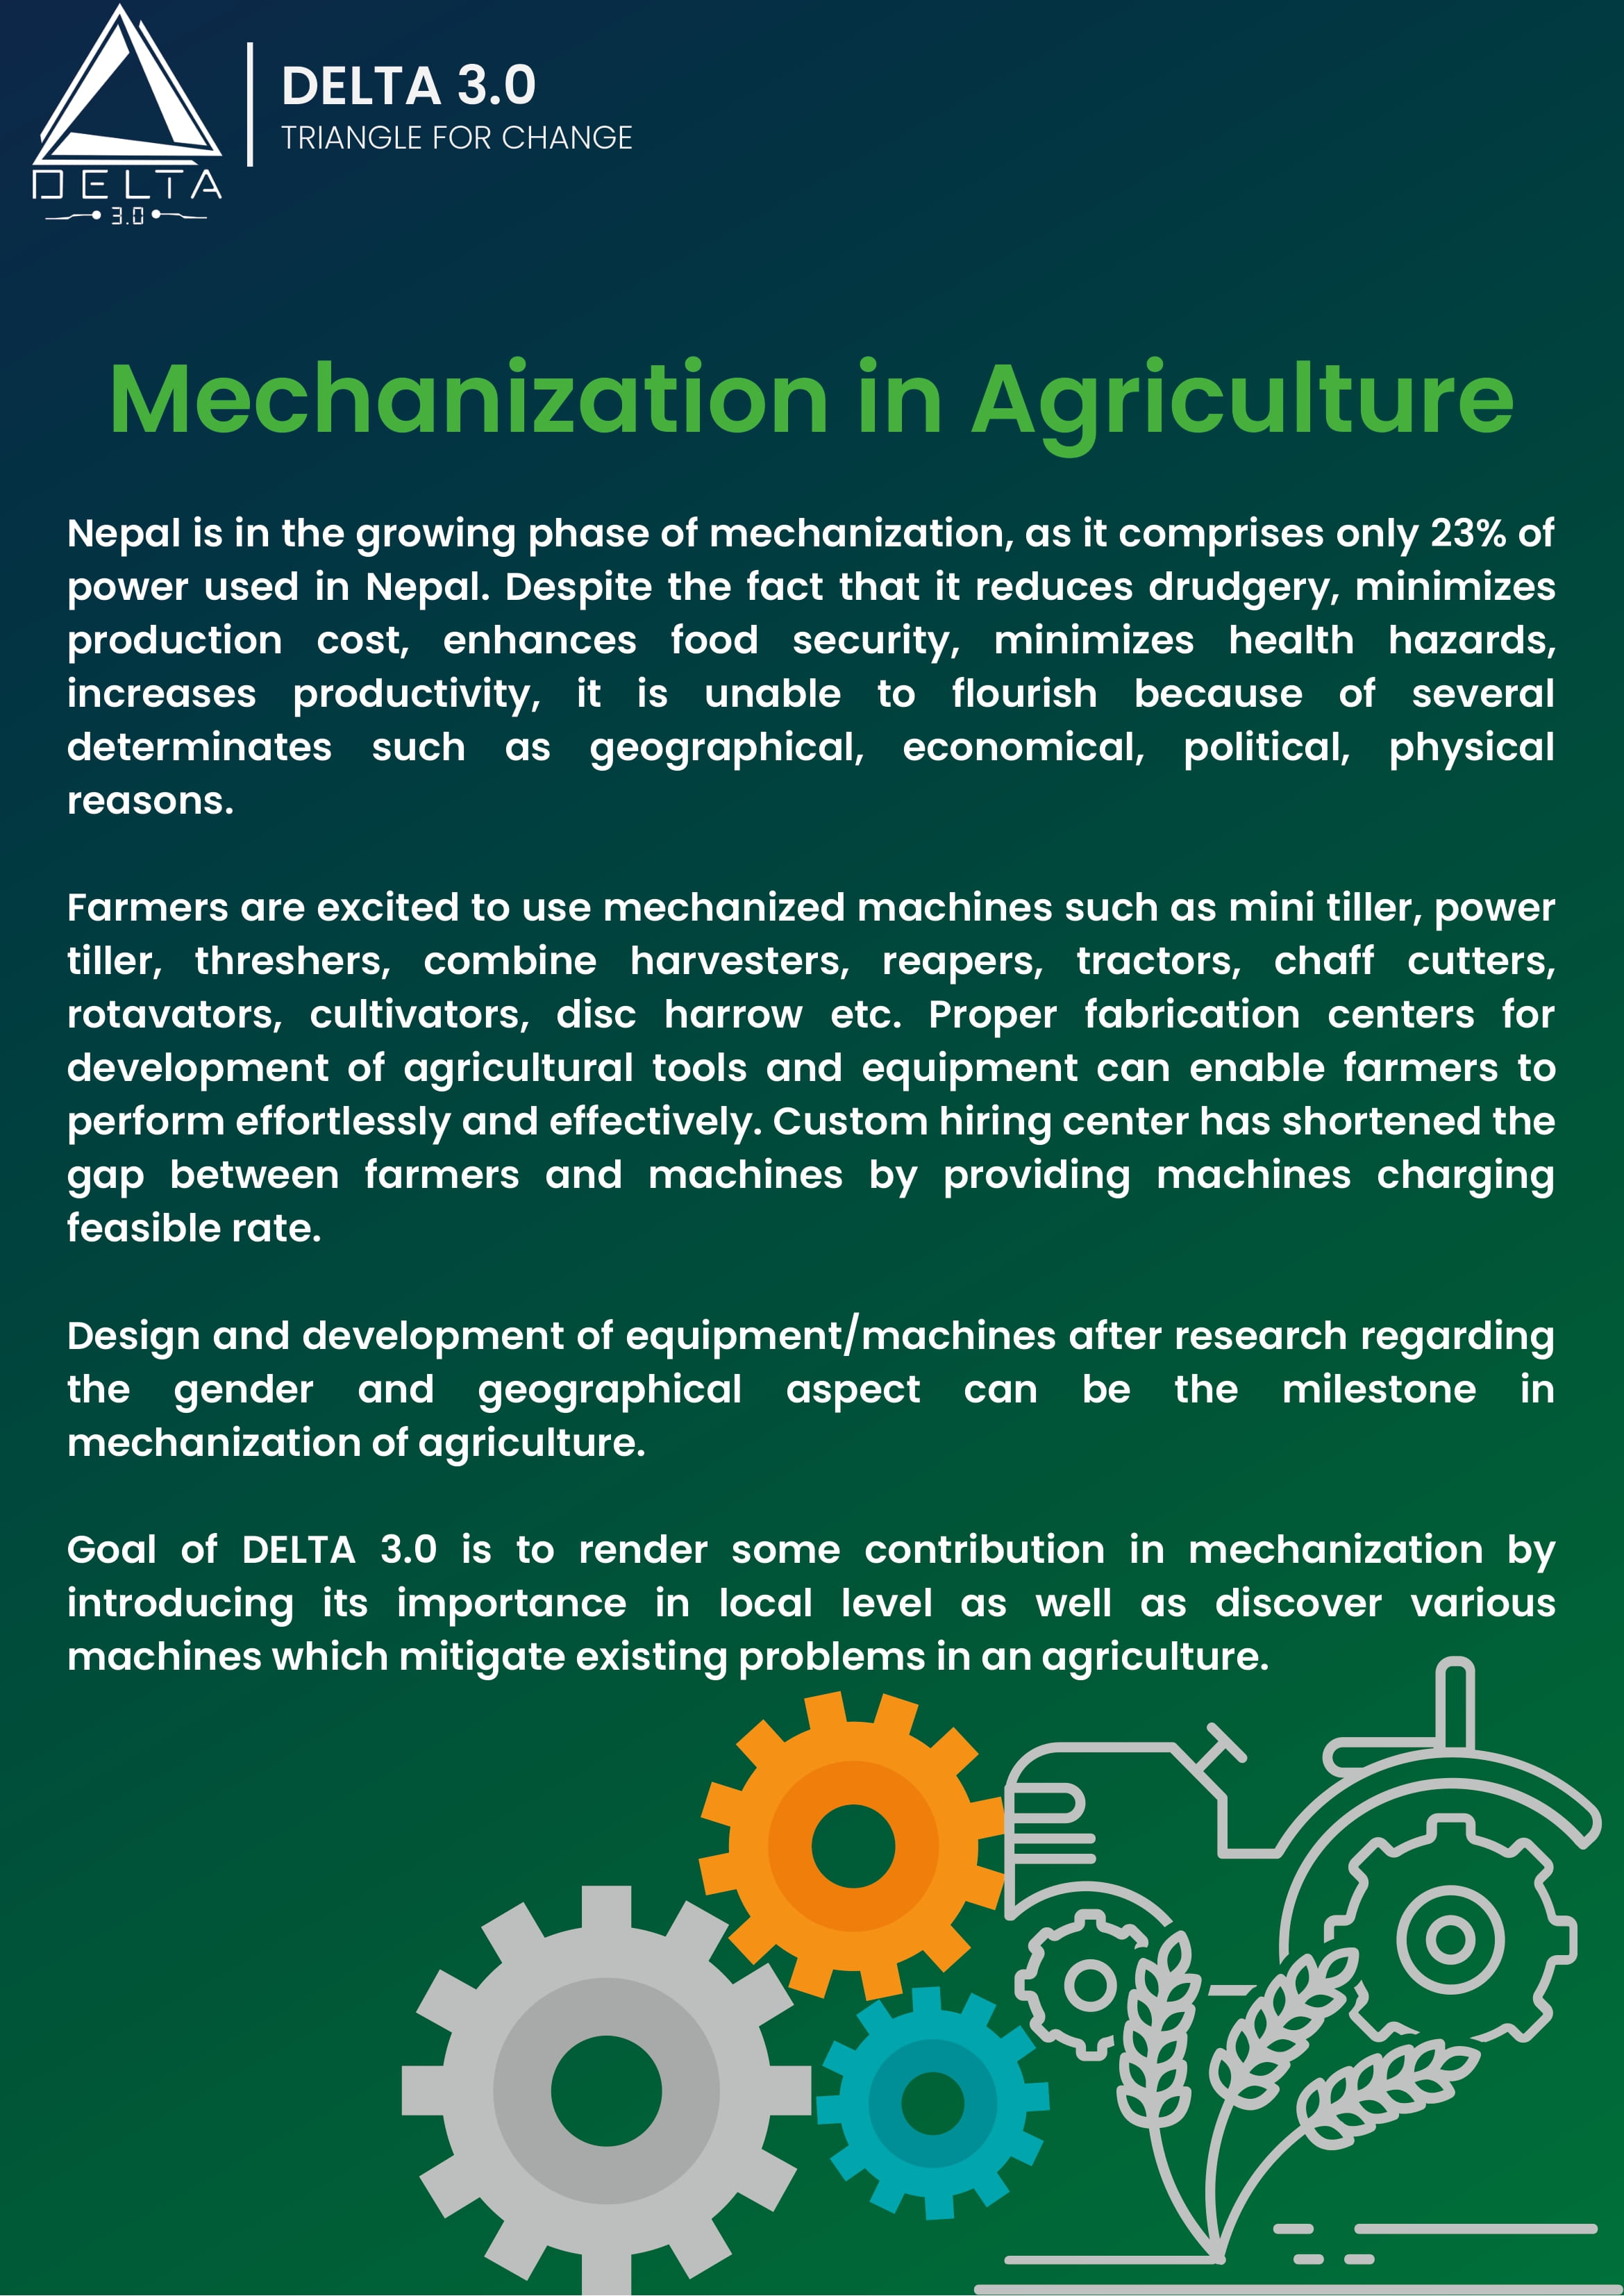 DELTA
3.0
DELTA 3.0
TRIANGLE FOR CHANGE
Mechanization in Agriculture
Nepal is in the growing phase of mechanization, as it comprises only 23% of
power used in Nepal. Despite the fact that it reduces drudgery, minimizes
production cost, enhances food security, minimizes health hazards,
increases productivity, it is unable to flourish because of several
determinates such as geographical, economical, political, physical
reasons.
Farmers are excited to use mechanized machines such as mini tiller, power
tiller, threshers, combine harvesters, reapers, tractors, chaff cutters,
rotavators, cultivators, disc harrow etc. Proper fabrication centers for
development of agricultural tools and equipment can enable farmers to
perform effortlessly and effectively. Custom hiring center has shortened the
gap between farmers and machines by providing machines charging
feasible rate.
Design and development of equipment/machines after research regarding
the gender and geographical aspect can be the milestone in
mechanization of agriculture.
Goal of DELTA 3.0 is to render some contribution in mechanization by
introducing its importance in local level as well as discover various
machines which mitigate existing problems in an agriculture.